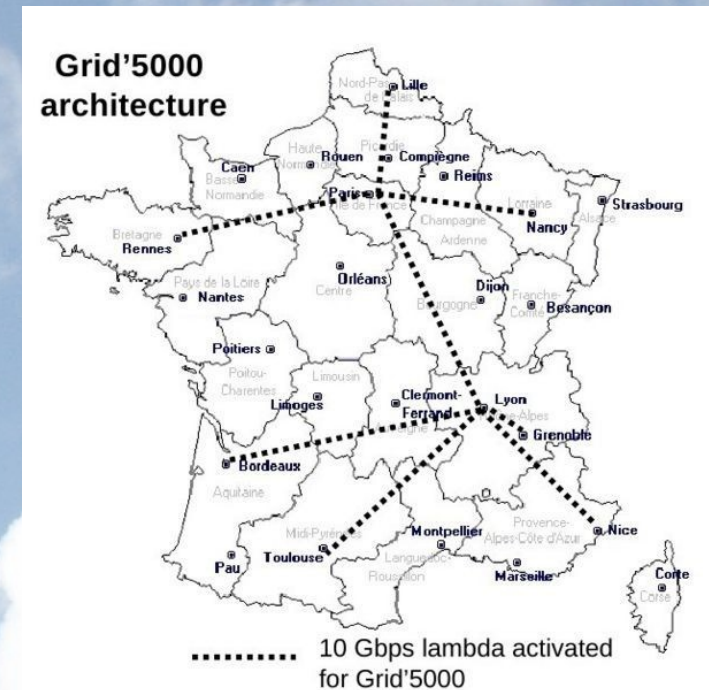 Grid'5000
architecture
Nord-Pas
de Calais
Lille
Haute
Normandie
Rouen
Picardie
Compiègne
Caen
Basse
Normandie
Reims
Paris
Ile de France
Lorraine
Nancy
Alsace
Strasbourg
Champagne
Ardenne
Bretagne
Rennes
Pays de la Loire
Nantes
Orléans
Centre
Dijon
Bourgogne
Franche-
Comté
Besançon
Poitiers
Poitou-
Charentes
Limousin
Limoges
Clermont-
Ferrand
Auvergne
Lyon
Rhône-Alpes
Grenoble
Bordeaux
Aquitaine
Midi-Pyrénées
Toulouse
Montpellier
Languedoc-
Roussillon
Provence-
Alpes-Côte d'Azur
Nice
Pau
Marseille
Corte
Corse
10 Gbps lambda activated
for Grid'5000